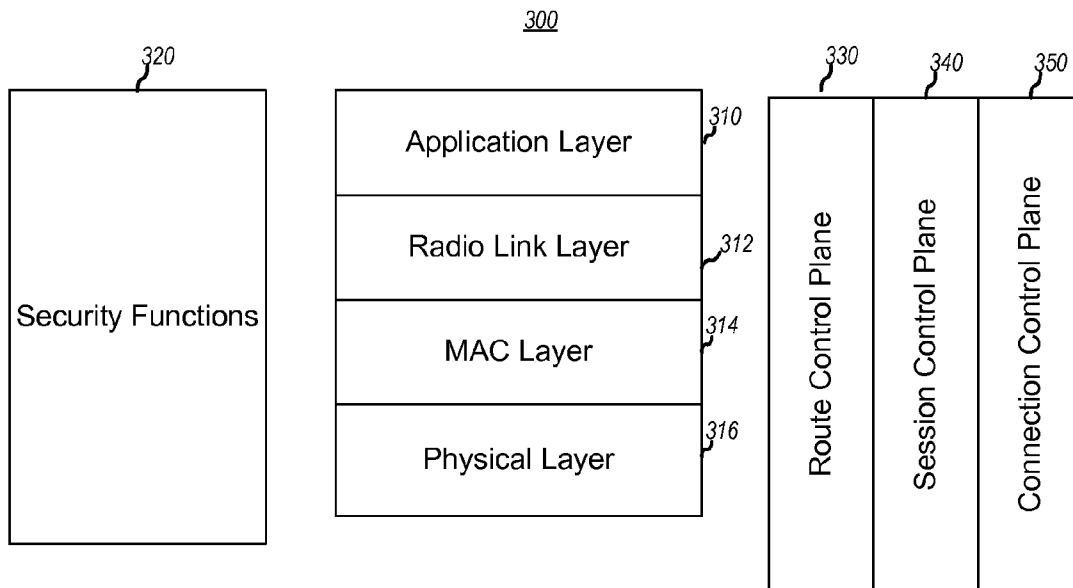 300
320
Security Functions
Application Layer
310
Radio Link Layer
312
MAC Layer
314
Physical Layer
316
330
Route Control Plane
340
Session Control Plane
350
Connection Control Plane